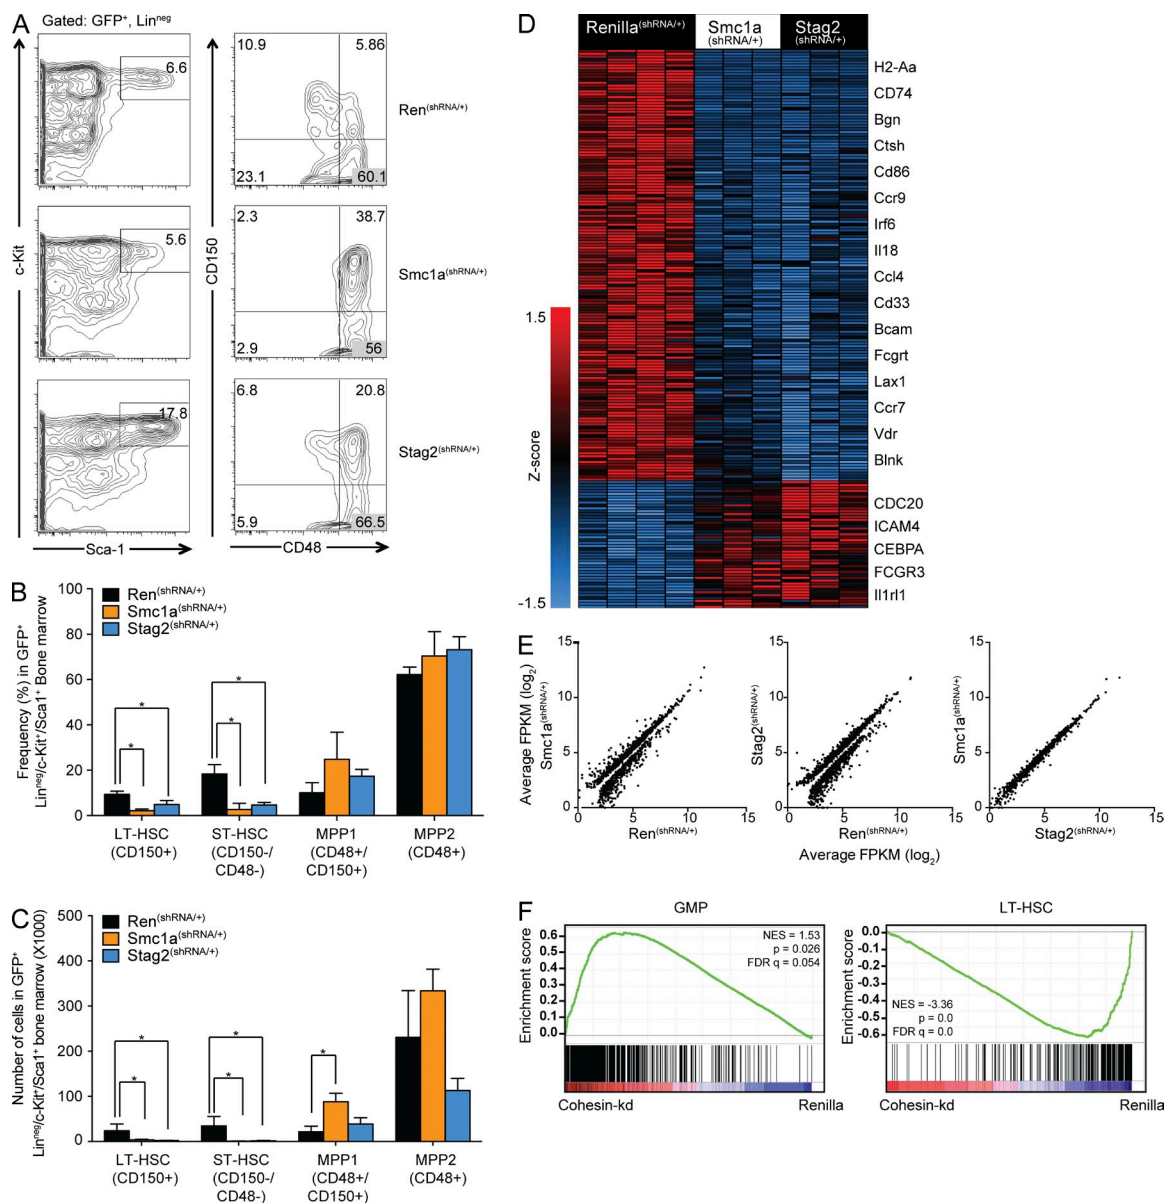 A
Gated: GFP⁺, Lin^neg
c-Kit
6.6
5.6
17.8
Sca-1
CD150
10.9
5.86
23.1
60.1
Ren(shRNA/+)
2.3
38.7
2.9
56
Smc1a(shRNA/+)
6.8
20.8
5.9
66.5
Stag2(shRNA/+)
CD48
B
Frequency (%) in GFP⁺
Lin^neg/c-Kit⁺/Sca1⁺ Bone marrow
100
80
60
40
20
0
Ren(shRNA/+)
Smc1a(shRNA/+)
Stag2(shRNA/+)
*
*
*
*
LT-HSC
(CD150+)
ST-HSC
(CD150-/
CD48-)
MPP1
(CD48+/
CD150+)
MPP2
(CD48+)
C
Number of cells in GFP⁺
Lin^neg/c-Kit⁺/Sca1⁺ bone marrow (X1000)
500
400
300
200
100
0
Ren(shRNA/+)
Smc1a(shRNA/+)
Stag2(shRNA/+)
*
*
*
*
*
LT-HSC
(CD150+)
ST-HSC
(CD150-/
CD48-)
MPP1
(CD48+/
CD150+)
MPP2
(CD48+)
D
Renilla(shRNA/+)
Smc1a
(shRNA/+)
Stag2
(shRNA/+)
H2-Aa
CD74
Bgn
Ctsh
Cd86
Ccr9
Irf6
Il18
Ccl4
Cd33
Bcam
Fcgrt
Lax1
Ccr7
Vdr
Blnk
CDC20
ICAM4
CEBPA
FCGR3
Il1rl1
1.5
Z-score
-1.5
E
Average FPKM (log₂)
Smc1a(shRNA/+)
15
10
5
0
0
5
10
15
Ren(shRNA/+)
Stag2(shRNA/+)
15
10
5
0
0
5
10
15
Ren(shRNA/+)
Average FPKM (log₂)
Smc1a(shRNA/+)
15
10
5
0
0
5
10
15
Stag2(shRNA/+)
F
GMP
Enrichment score
0.6
0.5
0.4
0.3
0.2
0.1
0.0
NES = 1.53
p = 0.026
FDR q = 0.054
Cohesin-kd
Renilla
LT-HSC
Enrichment score
0.0
-0.1
-0.2
-0.3
-0.4
-0.5
-0.6
NES = -3.36
p = 0.0
FDR q = 0.0
Cohesin-kd
Renilla